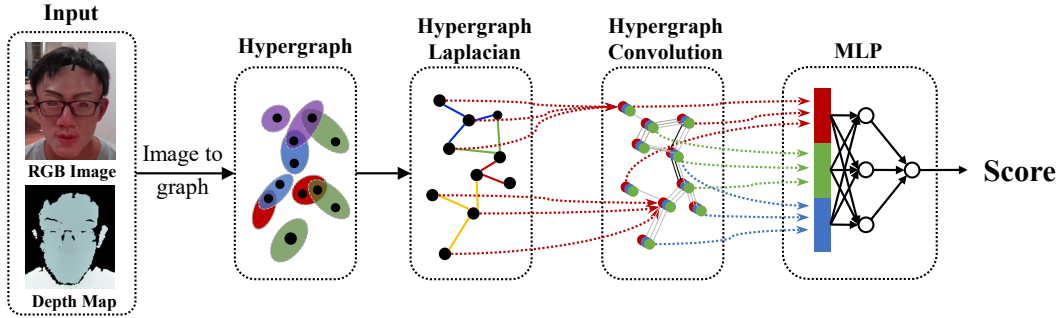 Input
RGB Image
Depth Map
Image to
graph
Hypergraph
Hypergraph
Laplacian
Hypergraph
Convolution
MLP
Score